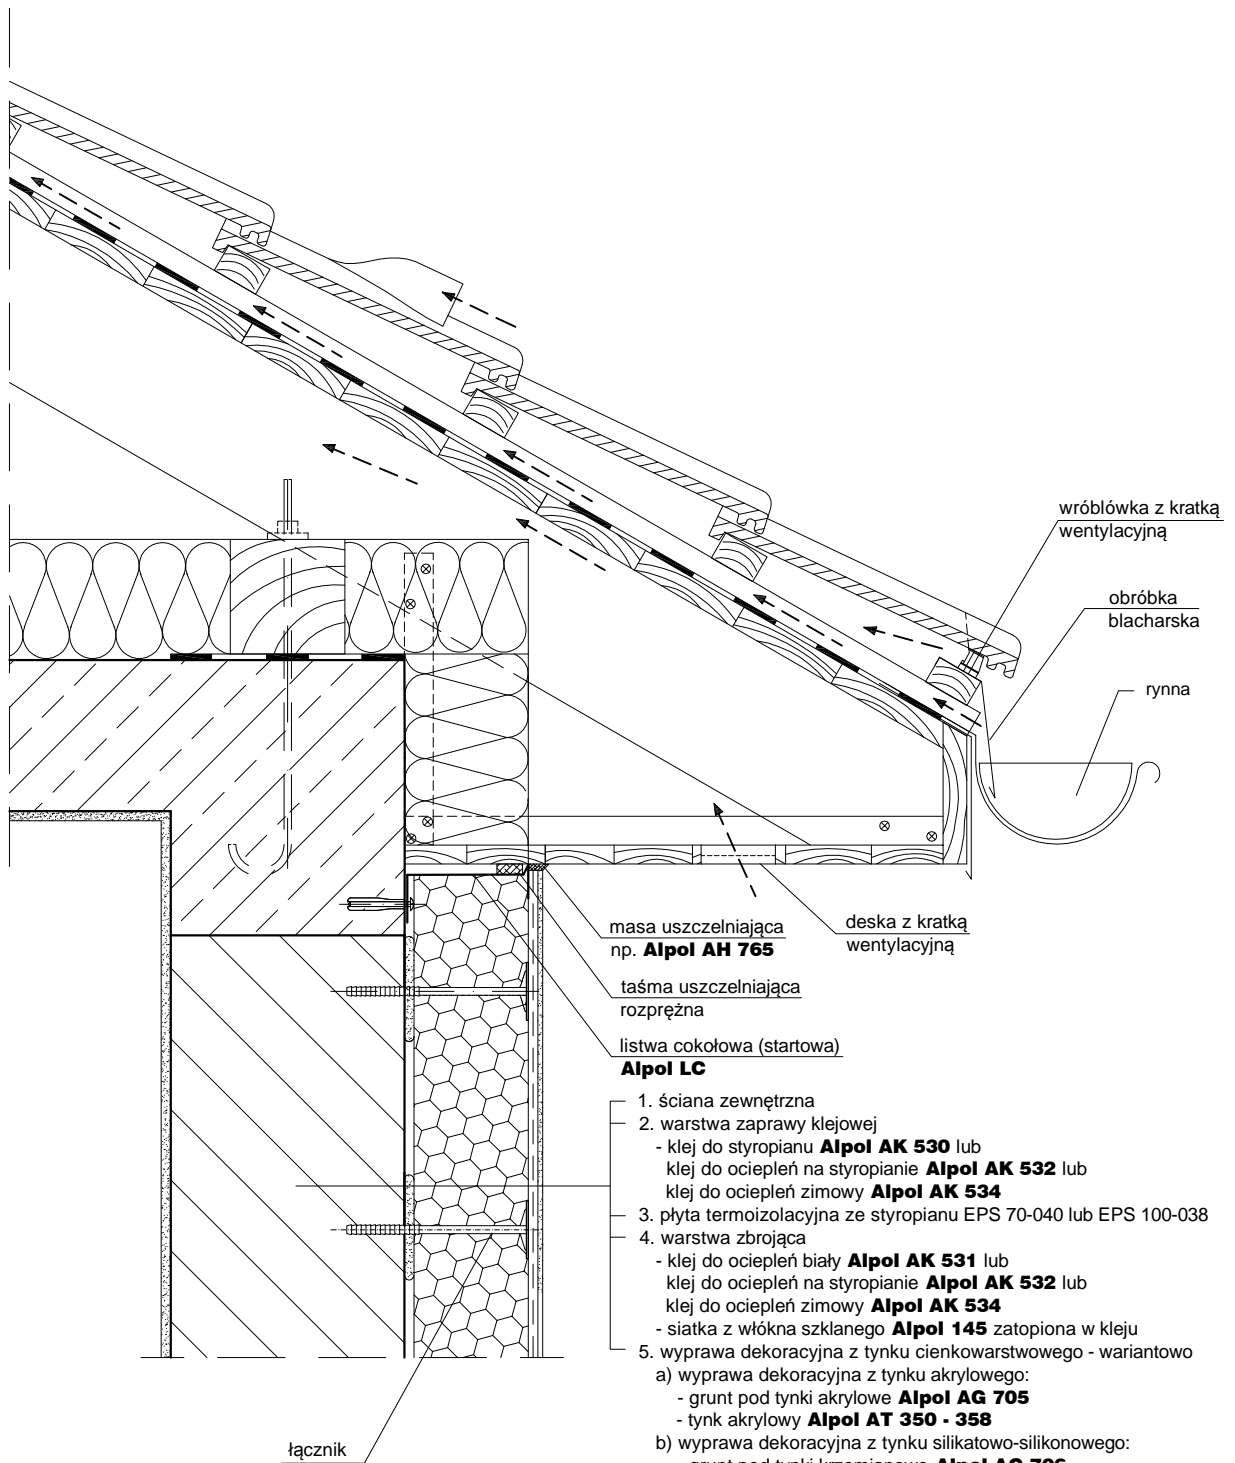 wróblówka z kratką
wentylacyjną
obróbka
blacharska
rynna
masa uszczelniająca
np. Alpol AH 765
deska z kratką
wentylacyjną
taśma uszczelniająca
rozprężna
listwa cokołowa (startowa)
Alpol LC
1. ściana zewnętrzna
2. warstwa zaprawy klejowej
- klej do styropianu Alpol AK 530 lub
klej do ociepleń na styropianie Alpol AK 532 lub
klej do ociepleń zimowy Alpol AK 534
3. płyta termoizolacyjna ze styropianu EPS 70-040 lub EPS 100-038
4. warstwa zbrojąca
- klej do ociepleń biały Alpol AK 531 lub
klej do ociepleń na styropianie Alpol AK 532 lub
klej do ociepleń zimowy Alpol AK 534
- siatka z włókna szklanego Alpol 145 zatopiona w kleju
5. wyprawa dekoracyjna z tynku cienkowarstwowego - wariantowo
a) wyprawa dekoracyjna z tynku akrylowego:
- grunt pod tynki akrylowe Alpol AG 705
- tynk akrylowy Alpol AT 350 - 358
b) wyprawa dekoracyjna z tynku silikatowo-silikonowego:
łącznik